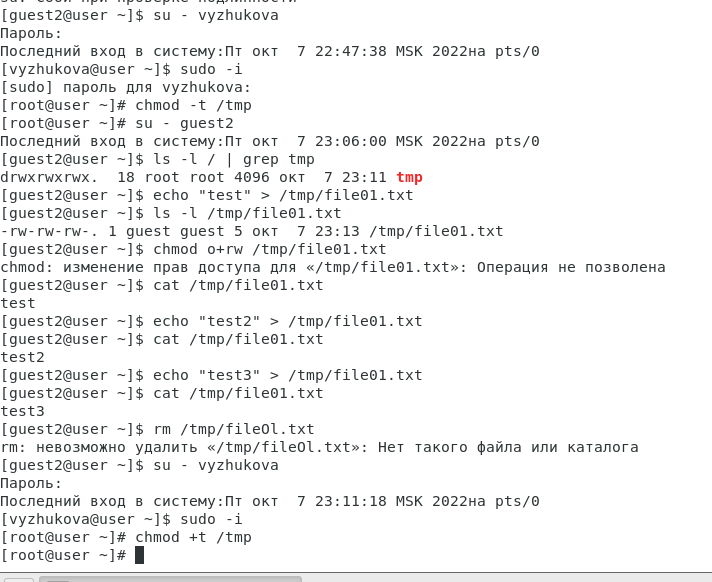 su: Сбой при проверке подлинности
[guest2@user ~]$ su - vyzhukova
Пароль:
Последний вход в систему:Пт окт  7 22:47:38 MSK 2022на pts/0
[vyzhukova@user ~]$ sudo -i
[sudo] пароль для vyzhukova:
[root@user ~]# chmod -t /tmp
[root@user ~]# su - guest2
Последний вход в систему:Пт окт  7 23:06:00 MSK 2022на pts/0
[guest2@user ~]$ ls -l / | grep tmp
drwxrwxrwx.  18 root root 4096 окт  7 23:11 tmp
[guest2@user ~]$ echo "test" > /tmp/file01.txt
[guest2@user ~]$ ls -l /tmp/file01.txt
-rw-rw-rw-. 1 guest guest 5 окт  7 23:13 /tmp/file01.txt
[guest2@user ~]$ chmod o+rw /tmp/file01.txt
chmod: изменение прав доступа для «/tmp/file01.txt»: Операция не позволена
[guest2@user ~]$ cat /tmp/file01.txt
test
[guest2@user ~]$ echo "test2" > /tmp/file01.txt
[guest2@user ~]$ cat /tmp/file01.txt
test2
[guest2@user ~]$ echo "test3" > /tmp/file01.txt
[guest2@user ~]$ cat /tmp/file01.txt
test3
[guest2@user ~]$ rm /tmp/fileOl.txt
rm: невозможно удалить «/tmp/fileOl.txt»: Нет такого файла или каталога
[guest2@user ~]$ su - vyzhukova
Пароль:
Последний вход в систему:Пт окт  7 23:11:18 MSK 2022на pts/0
[vyzhukova@user ~]$ sudo -i
[root@user ~]# chmod +t /tmp
[root@user ~]#